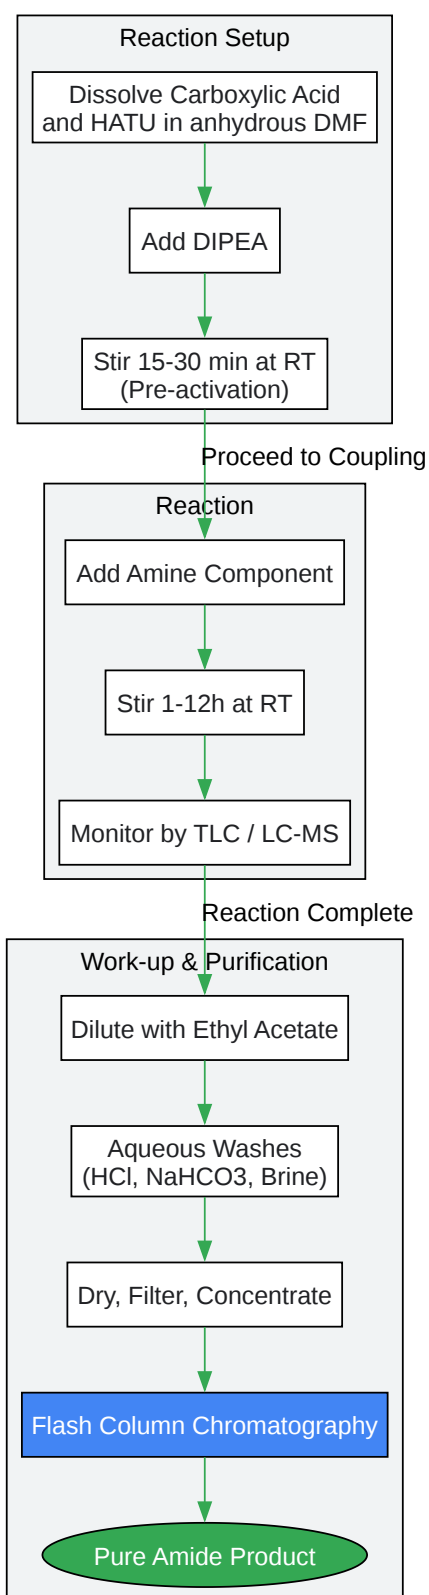 Reaction Setup
Dissolve Carboxylic Acid
and HATU in anhydrous DMF
Add DIPEA
Stir 15-30 min at RT
(Pre-activation)
Proceed to Coupling
Reaction
Add Amine Component
Stir 1-12h at RT
Monitor by TLC / LC-MS
Reaction Complete
Work-up & Purification
Dilute with Ethyl Acetate
Aqueous Washes
(HCl, NaHCO3, Brine)
Dry, Filter, Concentrate
Flash Column Chromatography
Pure Amide Product